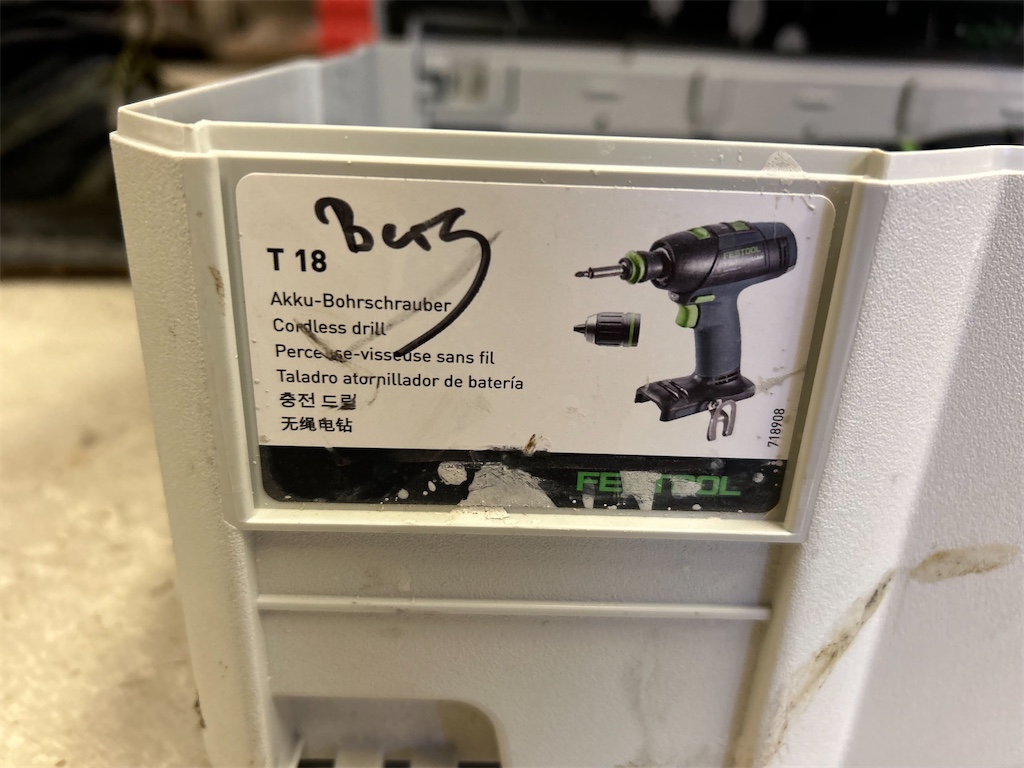 T 18
Akku-Bohrschrauber
Cordless drill
Perceuse-visseuse sans fil
Taladro atornillador de batería
충전 드릴
无绳电钻
FESTOOL
718908
FESTOOL